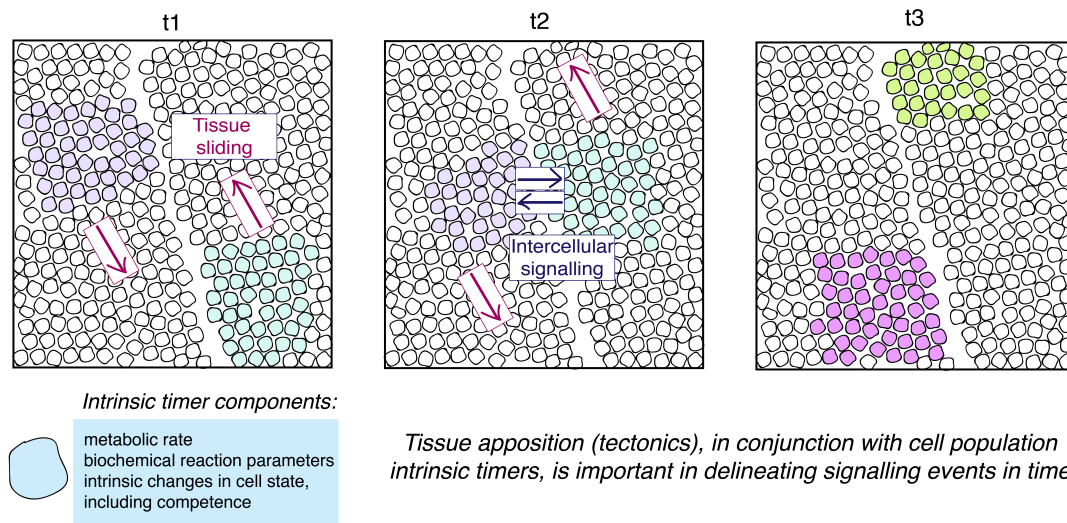 t1
t2
t3
Tissue
sliding
Intercellular
signalling
Intrinsic timer components:
metabolic rate
biochemical reaction parameters
intrinsic changes in cell state,
including competence
Tissue apposition (tectonics), in conjunction with cell population
intrinsic timers, is important in delineating signalling events in time